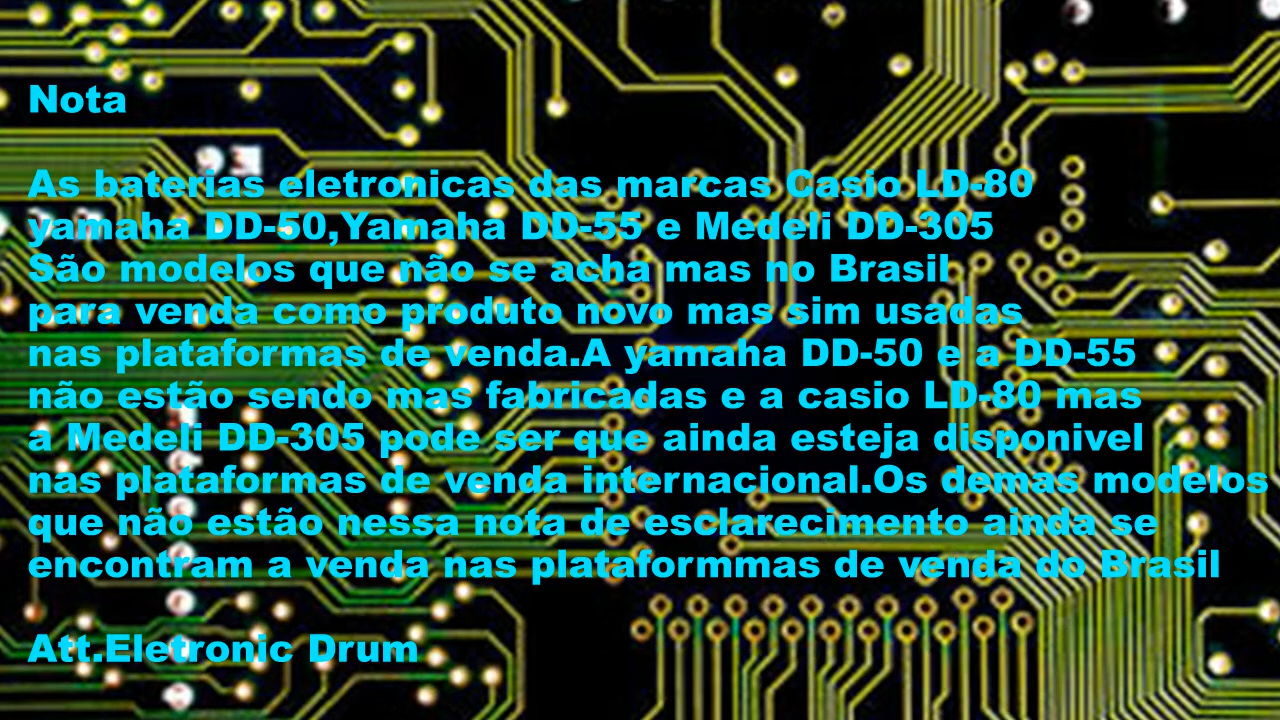 Nota
As baterias eletronicas das marcas Casio LD-80
yamaha DD-50,Yamaha DD-55 e Medeli DD-305
São modelos que não se acha mas no Brasil
para venda como produto novo mas sim usadas
nas plataformas de venda.A yamaha DD-50 e a DD-55
não estão sendo mas fabricadas e a casio LD-80 mas
a Medeli DD-305 pode ser que ainda esteja disponivel
nas plataformas de venda internacional.Os demas modelos
que não estão nessa nota de esclarecimento ainda se
encontram a venda nas plataformmas de venda do Brasil
Att.Eletronic Drum